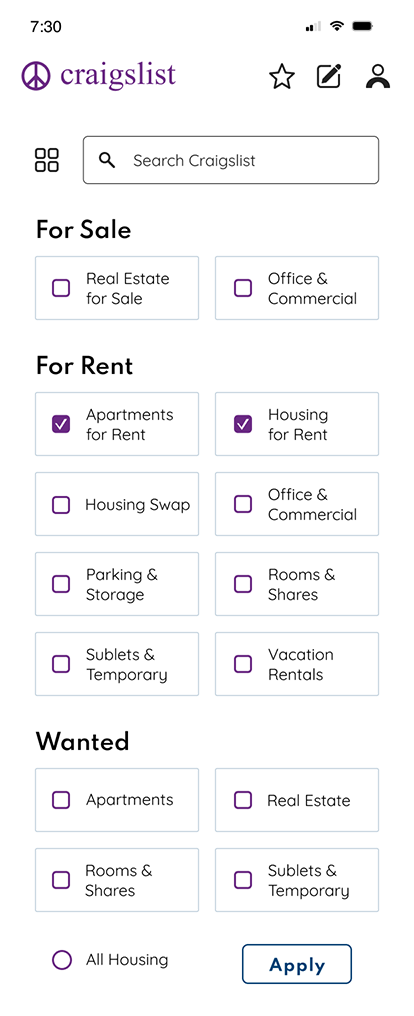 7:30
craigslist
Search Craigslist
For Sale
Real Estate
for Sale
Office &
Commercial
For Rent
Apartments
for Rent
Housing
for Rent
Housing Swap
Office &
Commercial
Parking &
Storage
Rooms &
Shares
Sublets &
Temporary
Vacation
Rentals
Wanted
Apartments
Real Estate
Rooms &
Shares
Sublets &
Temporary
All Housing
Apply